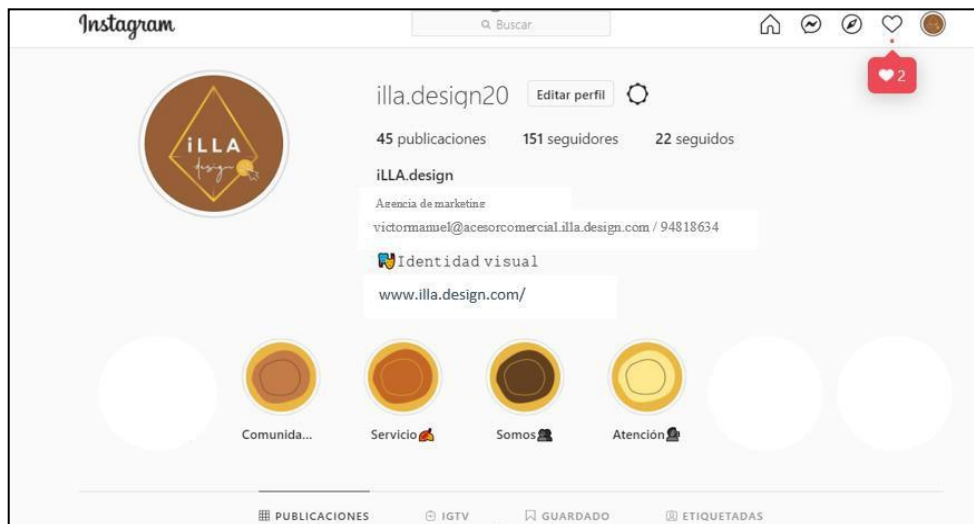 Instagram
Buscar
2
illa.design20 Editar perfil
45 publicaciones 151 seguidores 22 seguidos
iLLA.design
Agencia de marketing
victormanuel@acesorcomercial.illa.design.com / 94818634
Identidad visual
www.illa.design.com/
iLLA
design
Comunida... Servicio🍂 Somos👥 Atención
PUBLICACIONES IGTV GUARDADO ETIQUETADAS